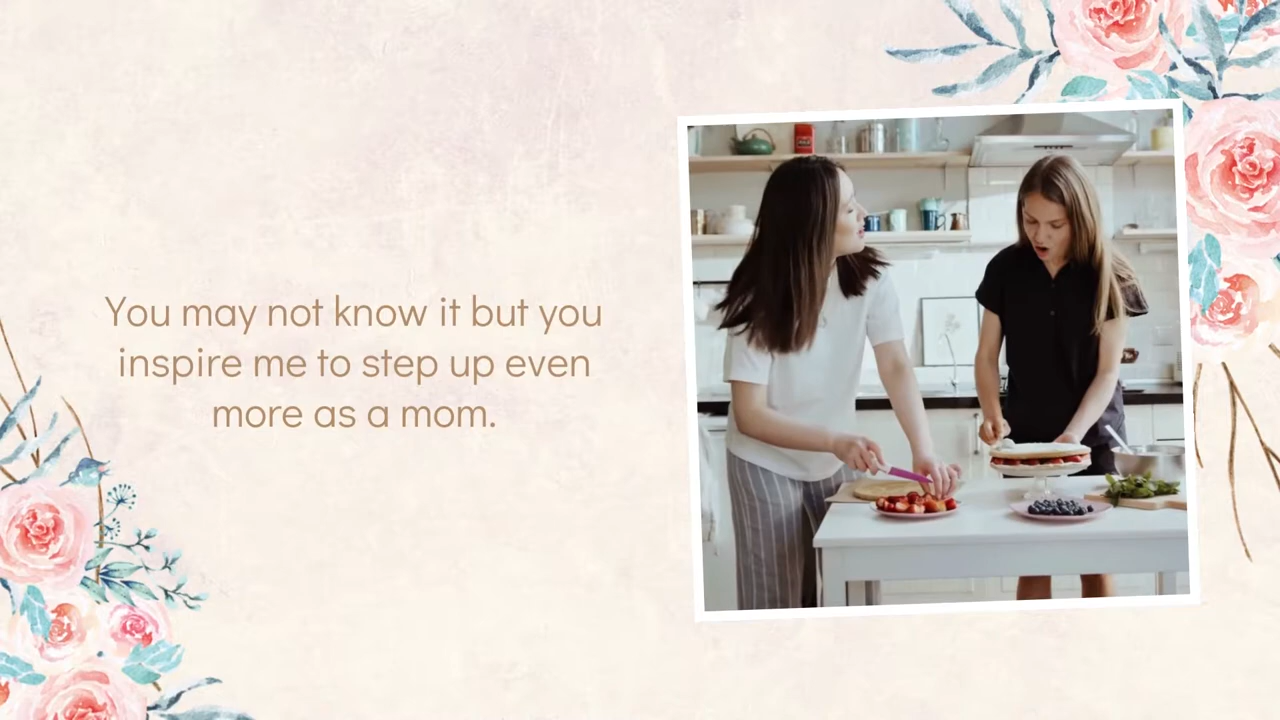 You may not know it but you
inspire me to step up even
more as a mom.